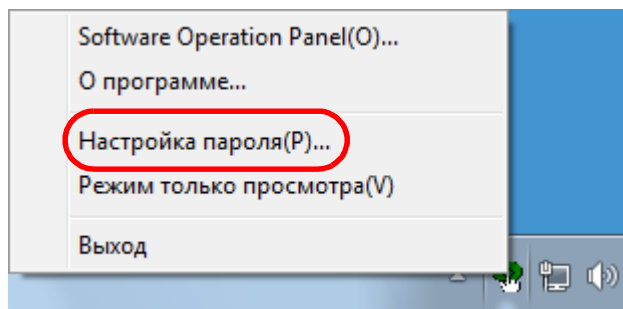 Software Operation Panel(O)...
О программе...
Настройка пароля(P)...
Режим только просмотра(V)
Выход